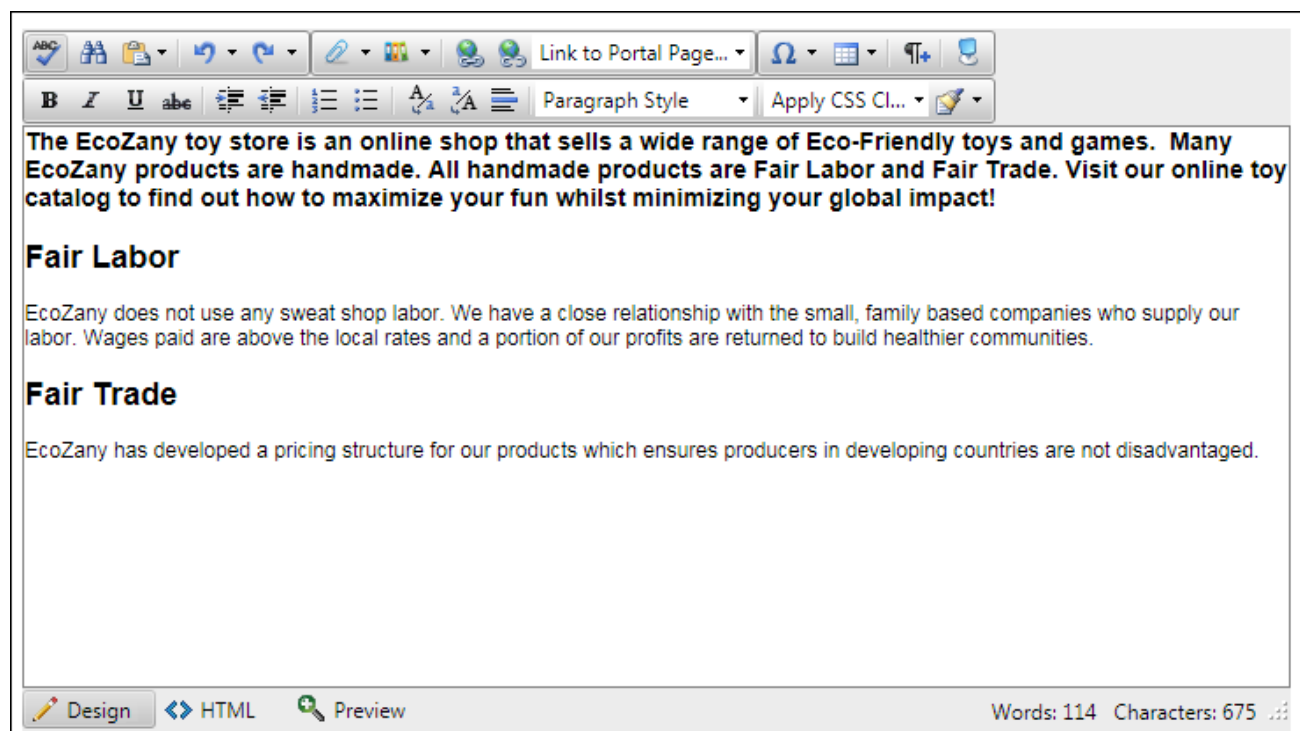 ABC
Link to Portal Page...
B I U abc
Paragraph Style
Apply CSS Cl...
The EcoZany toy store is an online shop that sells a wide range of Eco-Friendly toys and games.  Many
EcoZany products are handmade. All handmade products are Fair Labor and Fair Trade. Visit our online toy
catalog to find out how to maximize your fun whilst minimizing your global impact!
Fair Labor
EcoZany does not use any sweat shop labor. We have a close relationship with the small, family based companies who supply our
labor. Wages paid are above the local rates and a portion of our profits are returned to build healthier communities.
Fair Trade
EcoZany has developed a pricing structure for our products which ensures producers in developing countries are not disadvantaged.
Design HTML Preview Words: 114 Characters: 675